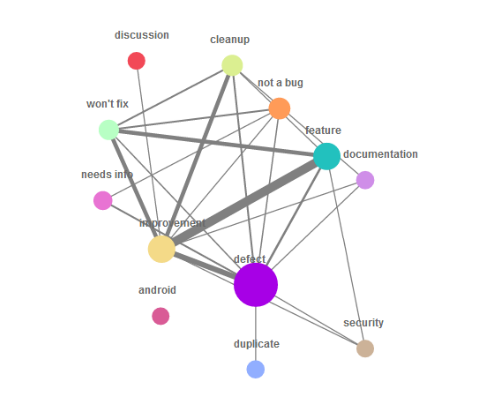 discussion
cleanup
not a bug
won't fix
feature
documentation
needs info
improvement
defect
android
security
duplicate